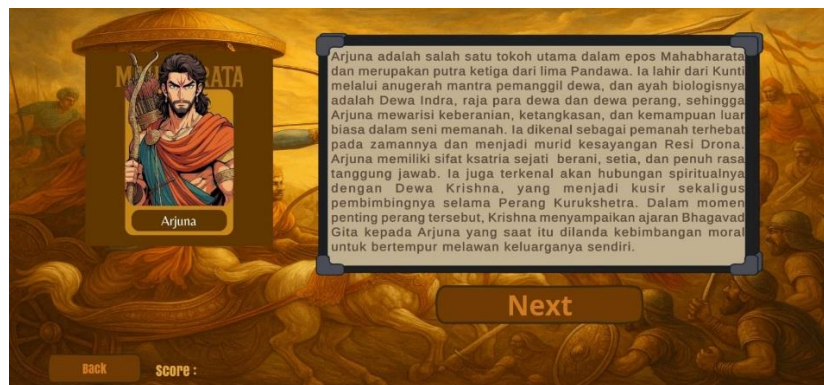 Arjuna
Arjuna adalah salah satu tokoh utama dalam epos Mahabharata
dan merupakan putra ketiga dari lima Pandawa. Ia lahir dari Kunti
melalui anugerah mantra pemanggil dewa, dan ayah biologisnya
adalah Dewa Indra, raja para dewa dan dewa perang, sehingga
Arjuna mewarisi keberanian, ketangkasan, dan kemampuan luar
biasa dalam seni memanah. Ia dikenal sebagai pemanah terhebat
pada zamannya dan menjadi murid kesayangan Resi Drona.
Arjuna memiliki sifat ksatria sejati berani, setia, dan penuh rasa
tanggung jawab. Ia juga terkenal akan hubungan spiritualnya
dengan Dewa Krishna, yang menjadi kusir sekaligus
pembimbingnya selama Perang Kurukshetra. Dalam momen
penting perang tersebut, Krishna menyampaikan ajaran Bhagavad
Gita kepada Arjuna yang saat itu dilanda kebimbangan moral
untuk bertempur melawan keluarganya sendiri.
Next
Back
Score :